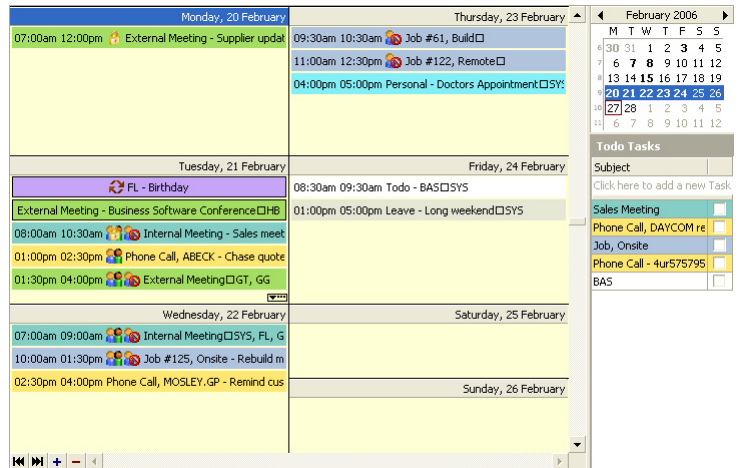 Monday, 20 February
07:00am 12:00pm External Meeting - Supplier updat
Tuesday, 21 February
FL - Birthday
External Meeting - Business Software Conference□HB
08:00am 10:30am Internal Meeting - Sales meet
01:00pm 02:30pm Phone Call, ABECK - Chase quote
01:30pm 04:00pm External Meeting□GT, GG
Wednesday, 22 February
07:00am 09:00am Internal Meeting□SYS, FL, G
10:00am 01:30pm Job #125, Onsite - Rebuild m
02:30pm 04:00pm Phone Call, MOSLEY.GP - Remind cus
Thursday, 23 February
09:30am 10:30am Job #61, Build□
11:00am 12:30pm Job #122, Remote□
04:00pm 05:00pm Personal - Doctors Appointment□SYS
Friday, 24 February
08:30am 09:30am Todo - BAS□SYS
01:00pm 05:00pm Leave - Long weekend□SYS
Saturday, 25 February
Sunday, 26 February
February 2006
M T W T F S S
6 30 31 1 2 3 4 5
7 6 7 8 9 10 11 12
8 13 14 15 16 17 18 19
9 20 21 22 23 24 25 26
10 27 28 1 2 3 4 5
11 6 7 8 9 10 11 12
Todo Tasks
Subject
Click here to add a new Task
Sales Meeting
Phone Call, DAYCOM re
Job, Onsite
Phone Call - 4ur575795
BAS